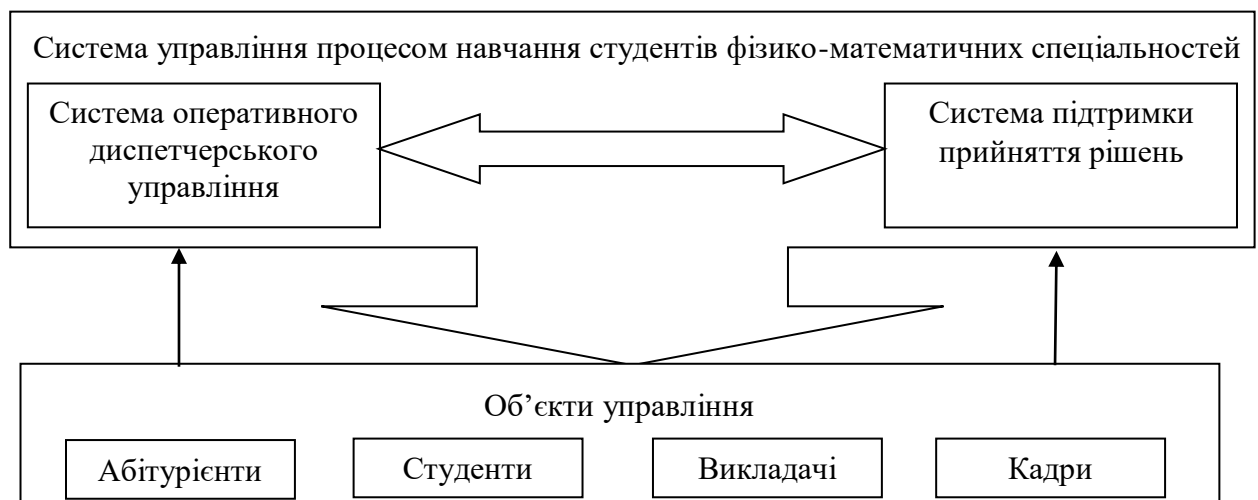 Система управління процесом навчання студентів фізико-математичних спеціальностей
Система оперативного
диспетчерського
управління
Система підтримки
прийняття рішень
Об’єкти управління
Абітурієнти
Студенти
Викладачі
Кадри